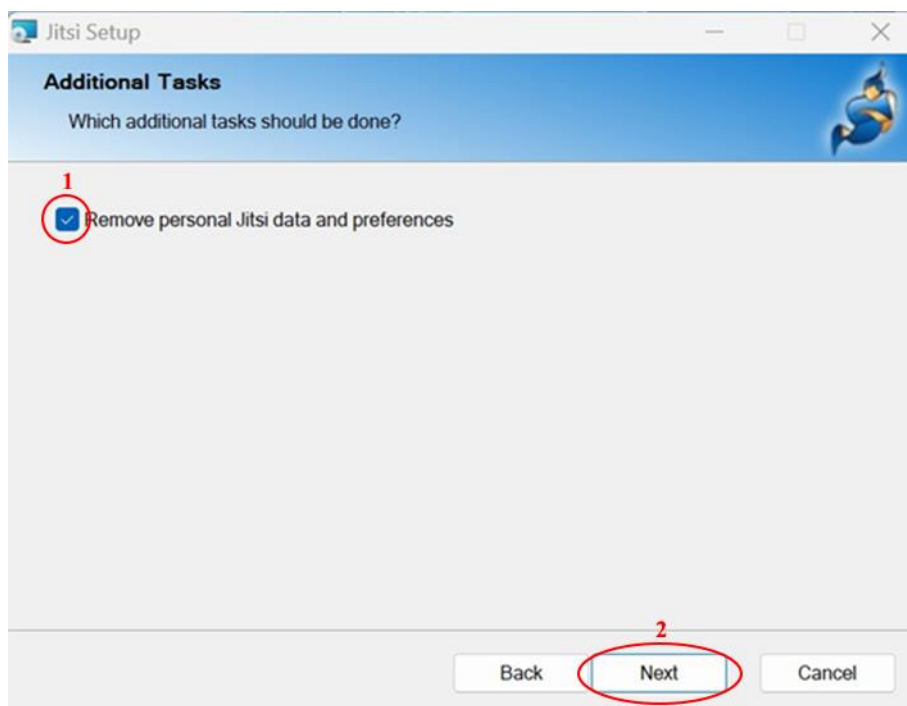 Jitsi Setup
Additional Tasks
Which additional tasks should be done?
1
Remove personal Jitsi data and preferences
2
Back Next Cancel